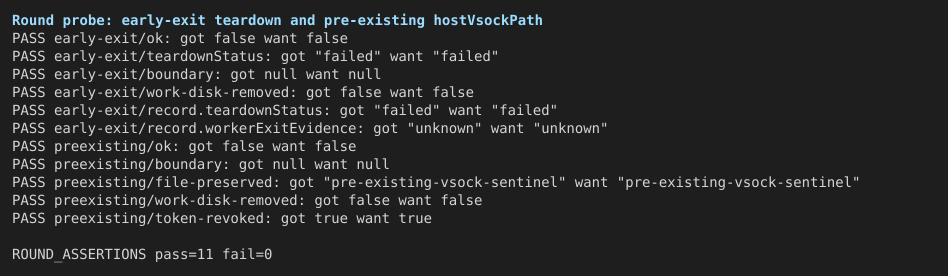 Round probe: early-exit teardown and pre-existing hostVsockPath
PASS early-exit/ok: got false want false
PASS early-exit/teardownStatus: got "failed" want "failed"
PASS early-exit/boundary: got null want null
PASS early-exit/work-disk-removed: got false want false
PASS early-exit/record.teardownStatus: got "failed" want "failed"
PASS early-exit/record.workerExitEvidence: got "unknown" want "unknown"
PASS preexisting/ok: got false want false
PASS preexisting/boundary: got null want null
PASS preexisting/file-preserved: got "pre-existing-vsock-sentinel" want "pre-existing-vsock-sentinel"
PASS preexisting/work-disk-removed: got false want false
PASS preexisting/token-revoked: got true want true
ROUND_ASSERTIONS pass=11 fail=0